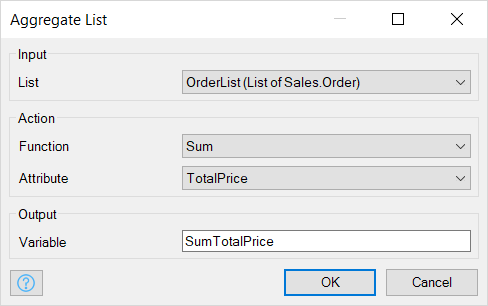 Aggregate List
Input
List OrderList (List of Sales.Order)
Action
Function Sum
Attribute TotalPrice
Output
Variable SumTotalPrice
? OK Cancel